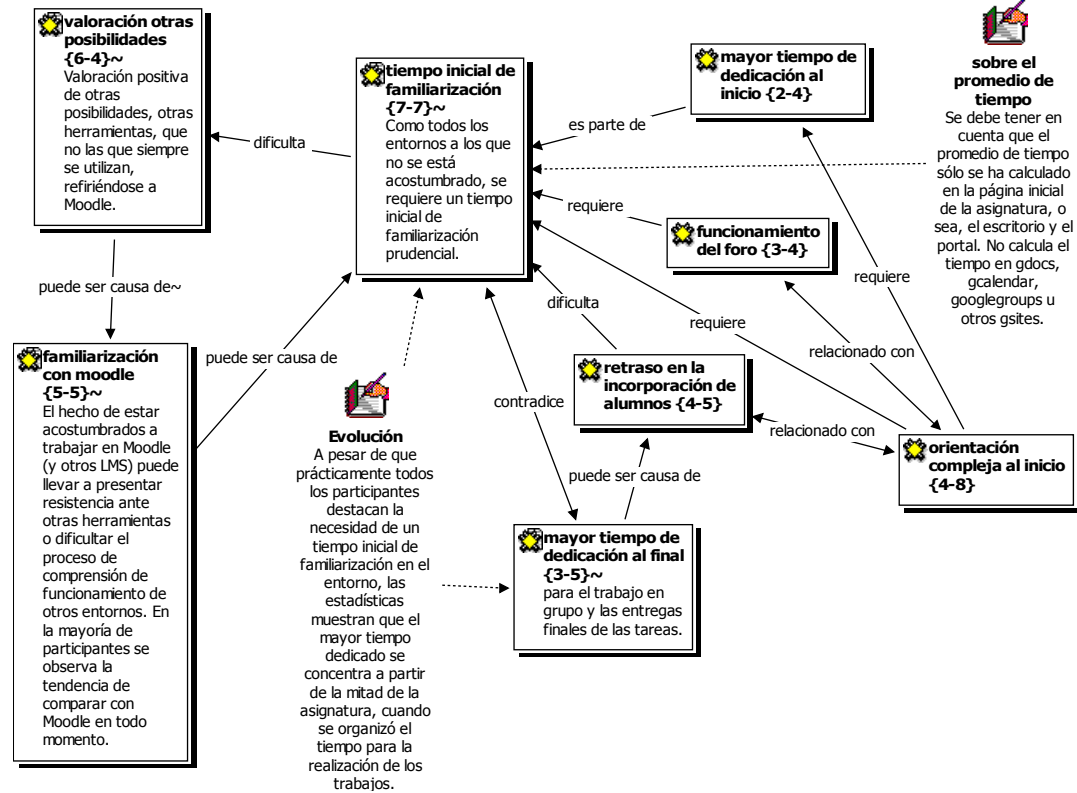 valoración otras
posibilidades
{6-4}~
Valoración positiva
de otras
posibilidades, otras
herramientas, que
no las que siempre
se utilizan,
refiriéndose a
Moodle.
dificulta
tiempo inicial de
familiarización
{7-7}~
Como todos los
entornos a los que
no se está
acostumbrado, se
requiere un tiempo
inicial de
familiarización
prudencial.
es parte de
mayor tiempo de
dedicación al
inicio {2-4}
sobre el
promedio de
tiempo
Se debe tener en
cuenta que el
promedio de tiempo
sólo se ha calculado
en la página inicial
de la asignatura, o
sea, el escritorio y el
portal. No calcula el
tiempo en gdocs,
gcalendar,
googlegroups u
otros gsites.
requiere
funcionamiento
del foro {3-4}
requiere
puede ser causa de~
dificulta
requiere
relacionado con
familiarización
con moodle
{5-5}~
El hecho de estar
acostumbrados a
trabajar en Moodle
(y otros LMS) puede
llevar a presentar
resistencia ante
otras herramientas
o dificultar el
proceso de
comprensión de
funcionamiento de
otros entornos. En
la mayoría de
participantes se
observa la
tendencia de
comparar con
Moodle en todo
momento.
puede ser causa de
contradice
retraso en la
incorporación de
alumnos {4-5}
relacionado con
orientación
compleja al inicio
{4-8}
Evolución
A pesar de que
prácticamente todos
los participantes
destacan la
necesidad de un
tiempo inicial de
familiarización en el
entorno, las
estadísticas
muestran que el
mayor tiempo
dedicado se
concentra a partir
de la mitad de la
asignatura, cuando
se organizó el
tiempo para la
realización de los
trabajos.
puede ser causa de
mayor tiempo de
dedicación al final
{3-5}~
para el trabajo en
grupo y las entregas
finales de las tareas.